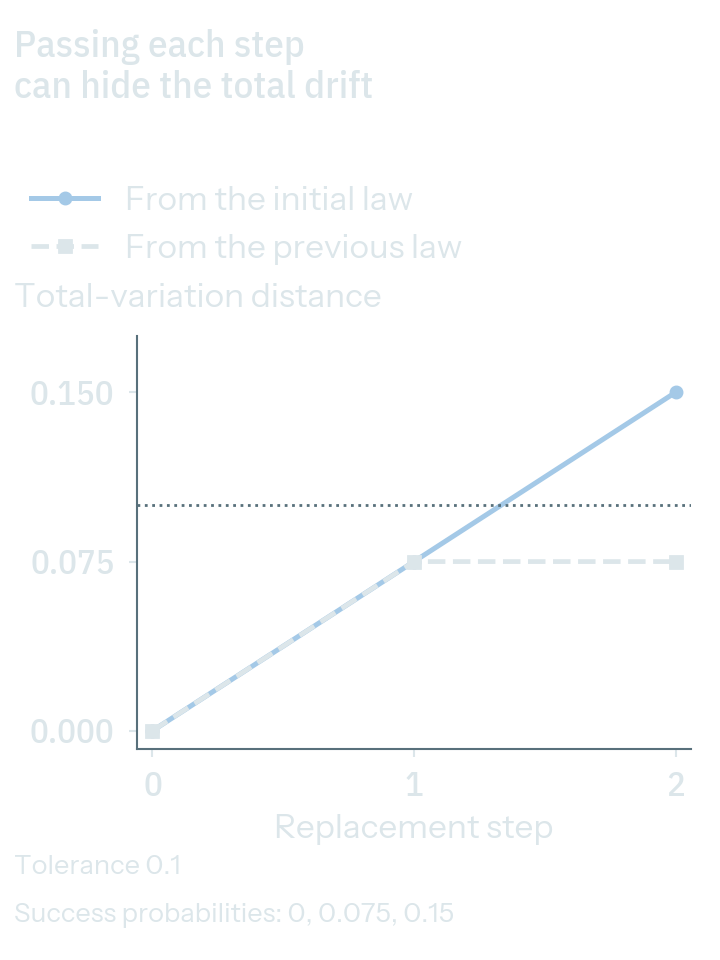 Passing each step
can hide the total drift
From the initial law
From the previous law
Total-variation distance
0.150
0.075
0.000
0
1
2
Replacement step
Tolerance 0.1
Success probabilities: 0, 0.075, 0.15